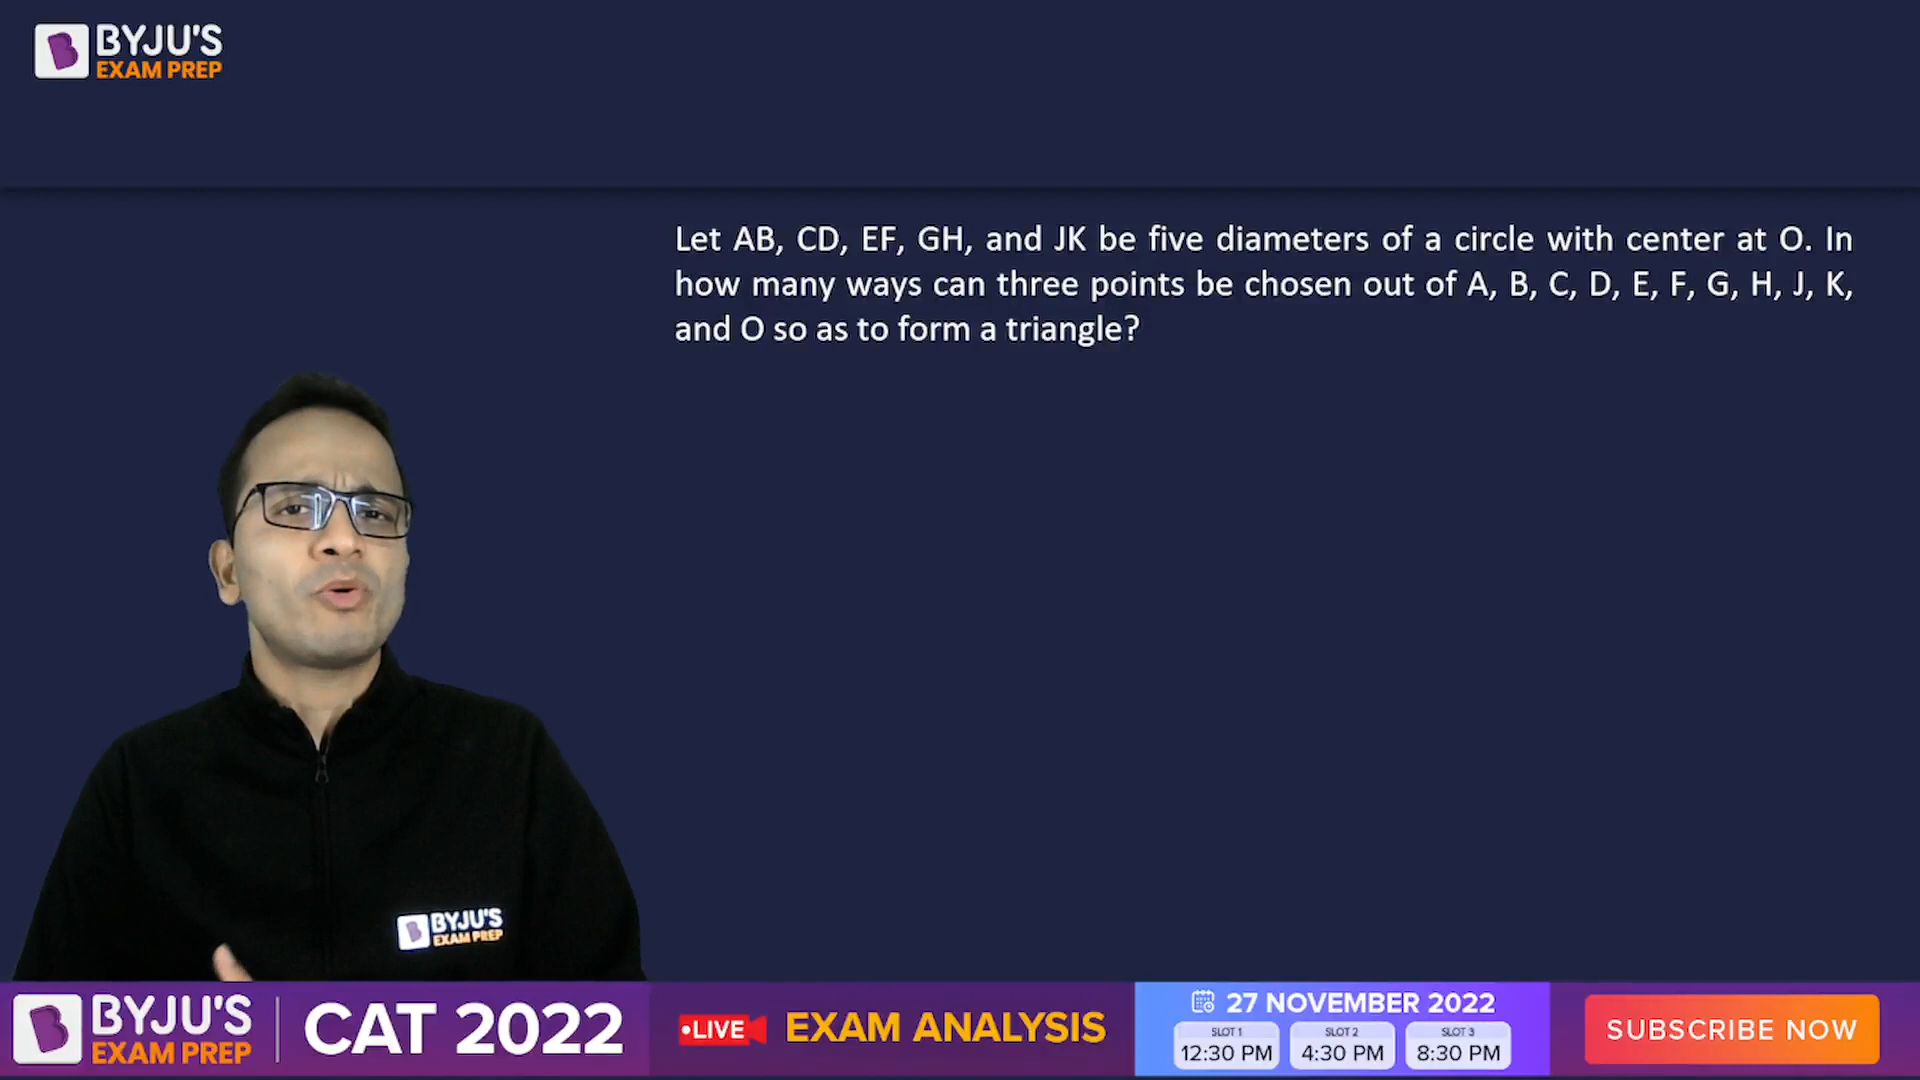 BYJU'S
EXAM PREP
Let AB, CD, EF, GH, and JK be five diameters of a circle with center at O. In
how many ways can three points be chosen out of A, B, C, D, E, F, G, H, J, K,
and O so as to form a triangle?
BYJU'S
EXAM PREP
BYJU'S
EXAM PREP
CAT 2022
•LIVE
EXAM ANALYSIS
27 NOVEMBER 2022
SLOT 1
12:30 PM
SLOT 2
4:30 PM
SLOT 3
8:30 PM
SUBSCRIBE NOW